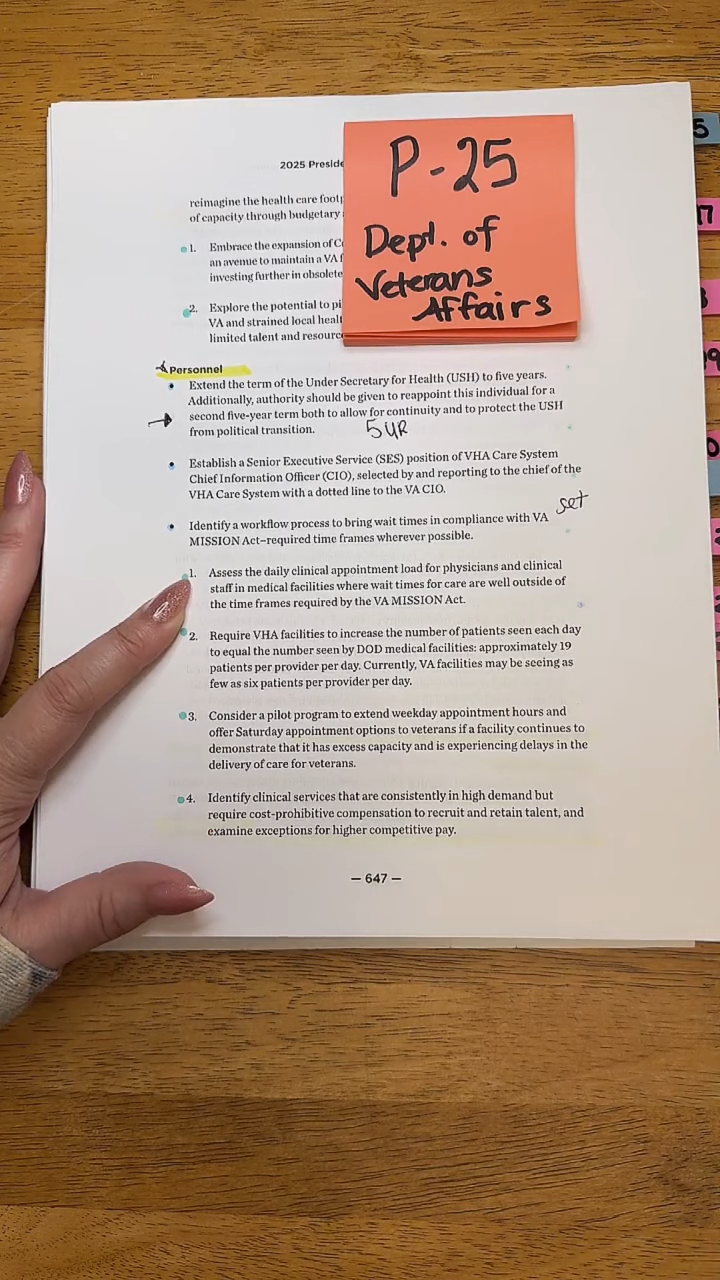 2025 Preside
P-25
Dept. of
Veterans
Affairs
reimagine the health care footp
of capacity through budgetary
1. Embrace the expansion of C
an avenue to maintain a VA f
investing further in obsolete
2. Explore the potential to pi
VA and strained local healt
limited talent and resourc
Personnel
• Extend the term of the Under Secretary for Health (USH) to five years.
Additionally, authority should be given to reappoint this individual for a
→ second five-year term both to allow for continuity and to protect the USH
from political transition.
5 YR
• Establish a Senior Executive Service (SES) position of VHA Care System
Chief Information Officer (CIO), selected by and reporting to the chief of the
VHA Care System with a dotted line to the VA CIO.
set
• Identify a workflow process to bring wait times in compliance with VA
MISSION Act–required time frames wherever possible.
1. Assess the daily clinical appointment load for physicians and clinical
staff in medical facilities where wait times for care are well outside of
the time frames required by the VA MISSION Act.
2. Require VHA facilities to increase the number of patients seen each day
to equal the number seen by DOD medical facilities: approximately 19
patients per provider per day. Currently, VA facilities may be seeing as
few as six patients per provider per day.
3. Consider a pilot program to extend weekday appointment hours and
offer Saturday appointment options to veterans if a facility continues to
demonstrate that it has excess capacity and is experiencing delays in the
delivery of care for veterans.
4. Identify clinical services that are consistently in high demand but
require cost-prohibitive compensation to recruit and retain talent, and
examine exceptions for higher competitive pay.
— 647 —